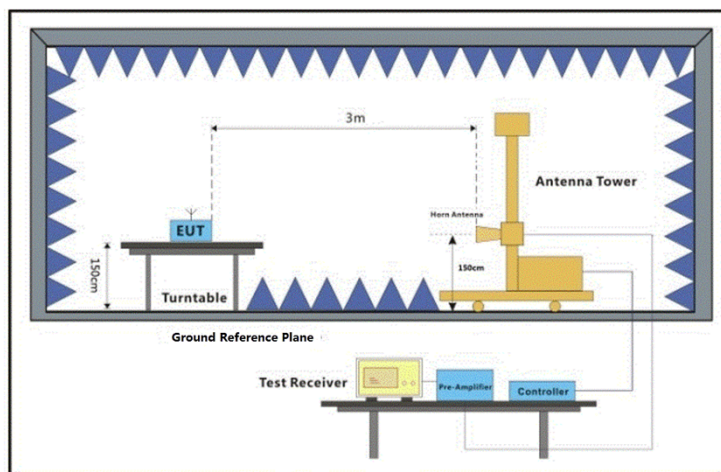 3m
Antenna Tower
Horn Antenna
EUT
150cm
150cm
Turntable
Ground Reference Plane
Test Receiver
Pre-Amplifier
Controller